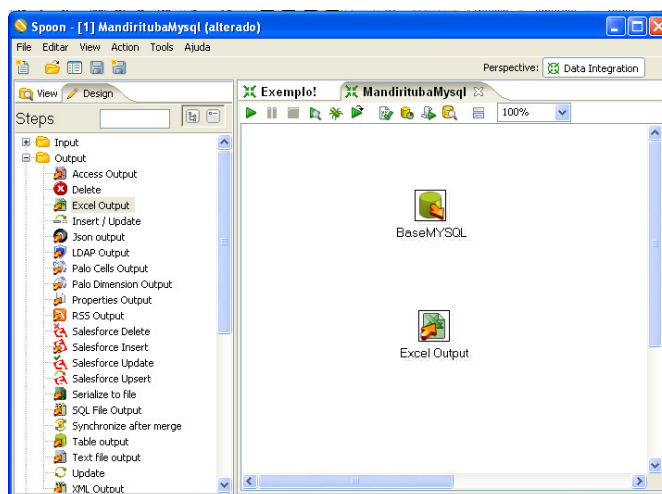 Spoon - [1] MandiritubaMysql (alterado)
File Editar View Action Tools Ajuda
Perspective: Data Integration
View Design
Exemplo! MandiritubaMysql
Steps
100%
Input
Output
Access Output
Delete
Excel Output
Insert / Update
Json output
LDAP Output
Palo Cells Output
Palo Dimension Output
Properties Output
RSS Output
Salesforce Delete
Salesforce Insert
Salesforce Update
Salesforce Upsert
Serialize to file
SQL File Output
Synchronize after merge
Table output
Text file output
Update
XML Output
BaseMYSQL
Excel Output